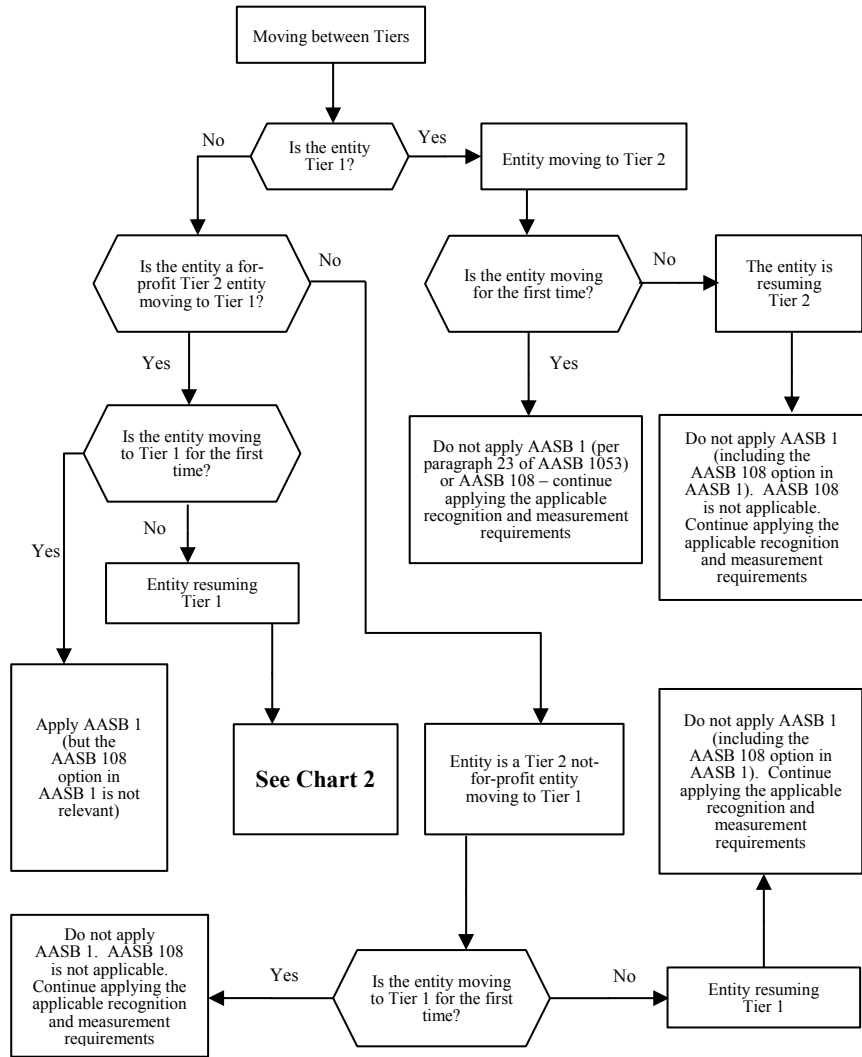 Moving between Tiers
No
Yes
Is the entity
Tier 1?
Entity moving to Tier 2
Is the entity a for-
profit Tier 2 entity
moving to Tier 1?
No
Is the entity moving
for the first time?
No
The entity is
resuming
Tier 2
Yes
Yes
Is the entity moving
to Tier 1 for the first
time?
Do not apply AASB 1 (per
paragraph 23 of AASB 1053)
or AASB 108 – continue
applying the applicable
recognition and measurement
requirements
Do not apply AASB 1
(including the
AASB 108 option in
AASB 1).  AASB 108
is not applicable.
Continue applying the
applicable recognition
and measurement
requirements
Yes
No
Entity resuming
Tier 1
Apply AASB 1
(but the
AASB 108
option in
AASB 1 is not
relevant)
See Chart 2
Entity is a Tier 2 not-
for-profit entity
moving to Tier 1
Do not apply AASB 1
(including the
AASB 108 option in
AASB 1).  Continue
applying the applicable
recognition and
measurement
requirements
Do not apply
AASB 1.  AASB 108
is not applicable.
Continue applying the
applicable recognition
and measurement
requirements
Yes
Is the entity moving
to Tier 1 for the first
time?
No
Entity resuming
Tier 1